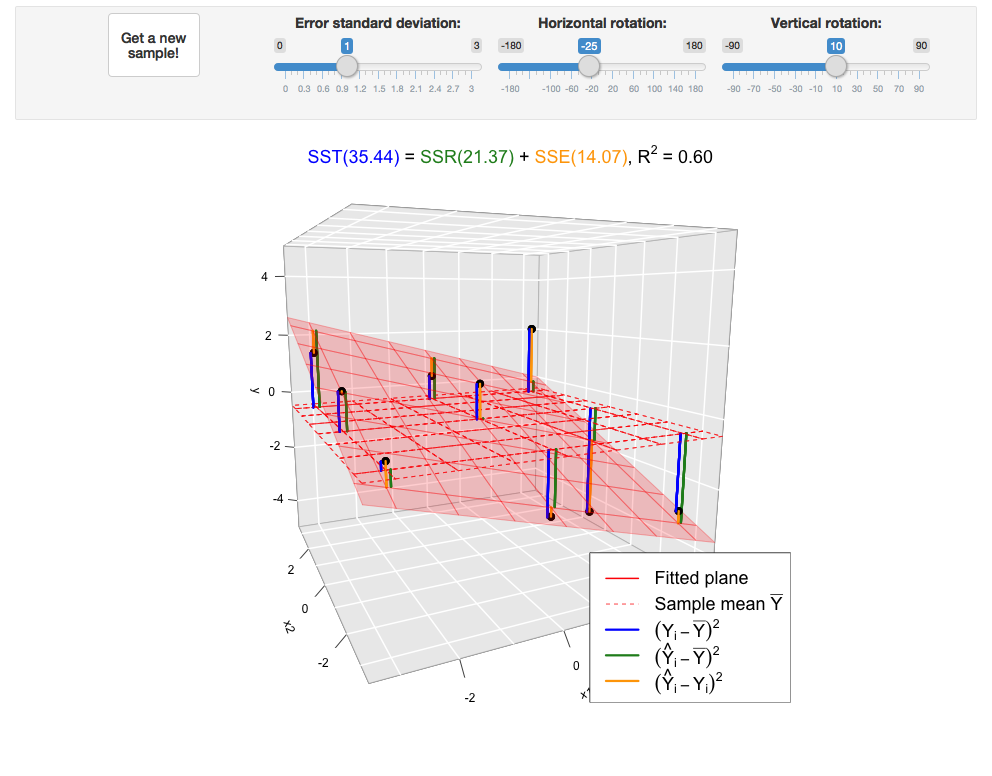 Get a new
sample!
Error standard deviation:
0 1 3
0 0.3 0.6 0.9 1.2 1.5 1.8 2.1 2.4 2.7 3
Horizontal rotation:
-180 -25 180
-180 -100 -60 -20 20 60 100 140 180
Vertical rotation:
-90 10 90
-90 -70 -50 -30 -10 10 30 50 70 90
SST(35.44) = SSR(21.37) + SSE(14.07), R² = 0.60
4
2
0
-2
-4
y
2
0
-2
x2
-2
0
x1
Fitted plane
Sample mean Y̅
(Yᵢ – Y̅)²
(Ŷᵢ – Y̅)²
(Ŷᵢ – Yᵢ)²